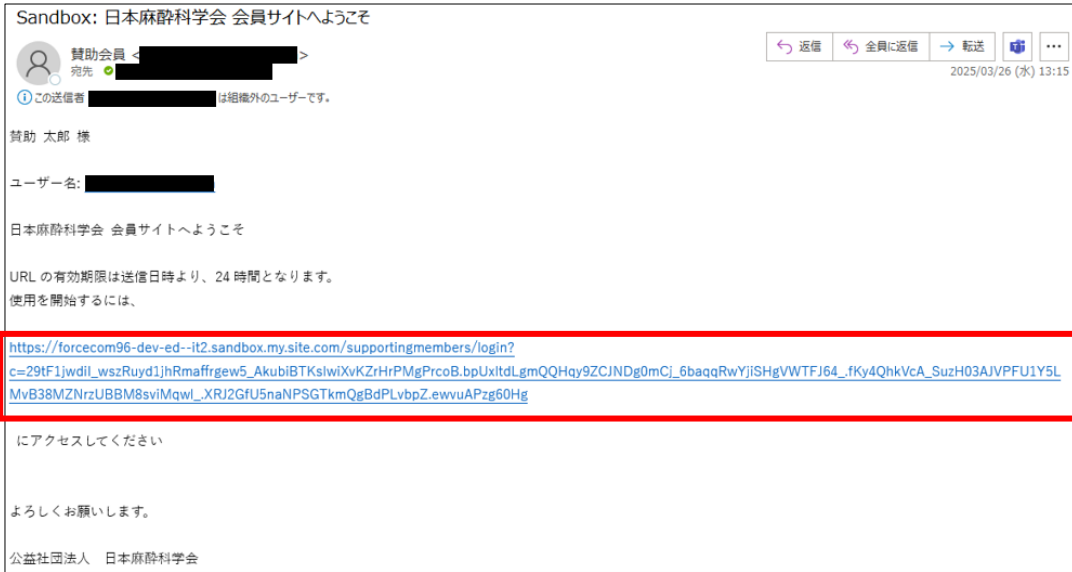 Sandbox: 日本麻酔科学会 会員サイトへようこそ
賛助会員 < >
宛先
返信
全員に返信
転送
2025/03/26 (水) 13:15
この送信者 は組織外のユーザーです。
賛助 太郎 様
ユーザー名:
日本麻酔科学会 会員サイトへようこそ
URL の有効期限は送信日時より、24 時間となります。
使用を開始するには、
https://forcecom96-dev-ed--it2.sandbox.my.site.com/supportingmembers/login?
c=29tF1jwdiI_wszRuyd1jhRmaffrgew5_AkubiBTKsIwiXvKZrHrPMgPrcoB.bpUxItdLgmQQHqy9ZCJNDg0mCj_6baqqRwYjiSHgVWTFJ64_.fKy4QhkVcA_SuzH03AJVPFU1Y5L
MvB38MZNrzUBBM8sviMqwI_.XRJ2GfU5naNPSGTkmQgBdPLvbpZ.ewvuAPzg60Hg
にアクセスしてください
よろしくお願いします。
公益社団法人 日本麻酔科学会